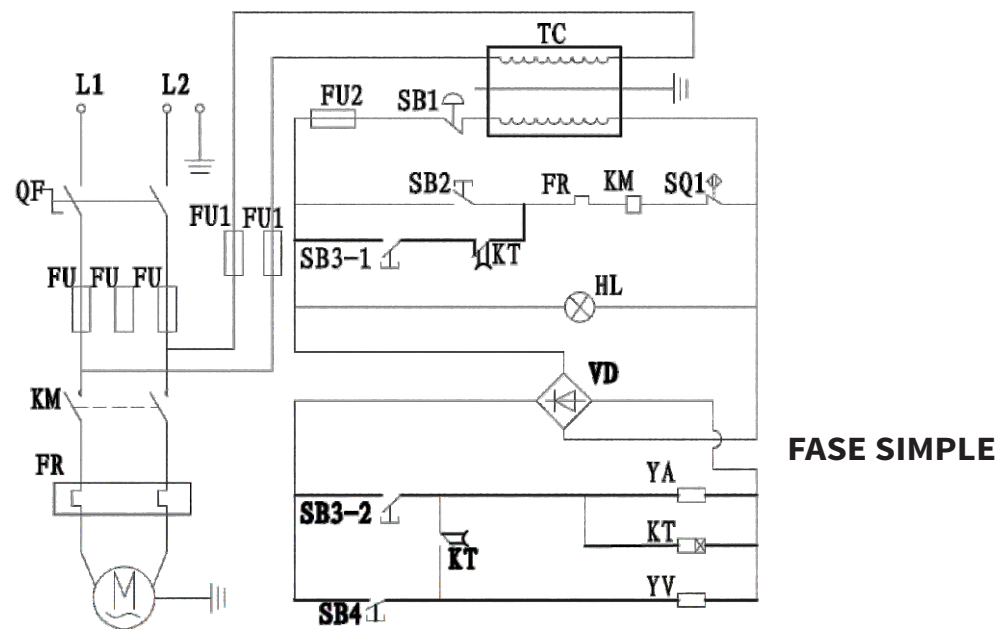 TC
L1 L2
FU2 SB1
QF
SB2 FR KM SQ1
FU1 FU1
SB3-1 KT
FU FU FU
HL
VD
KM
FASE SIMPLE
FR
YA
SB3-2
KT
KT
M
YV
SB4